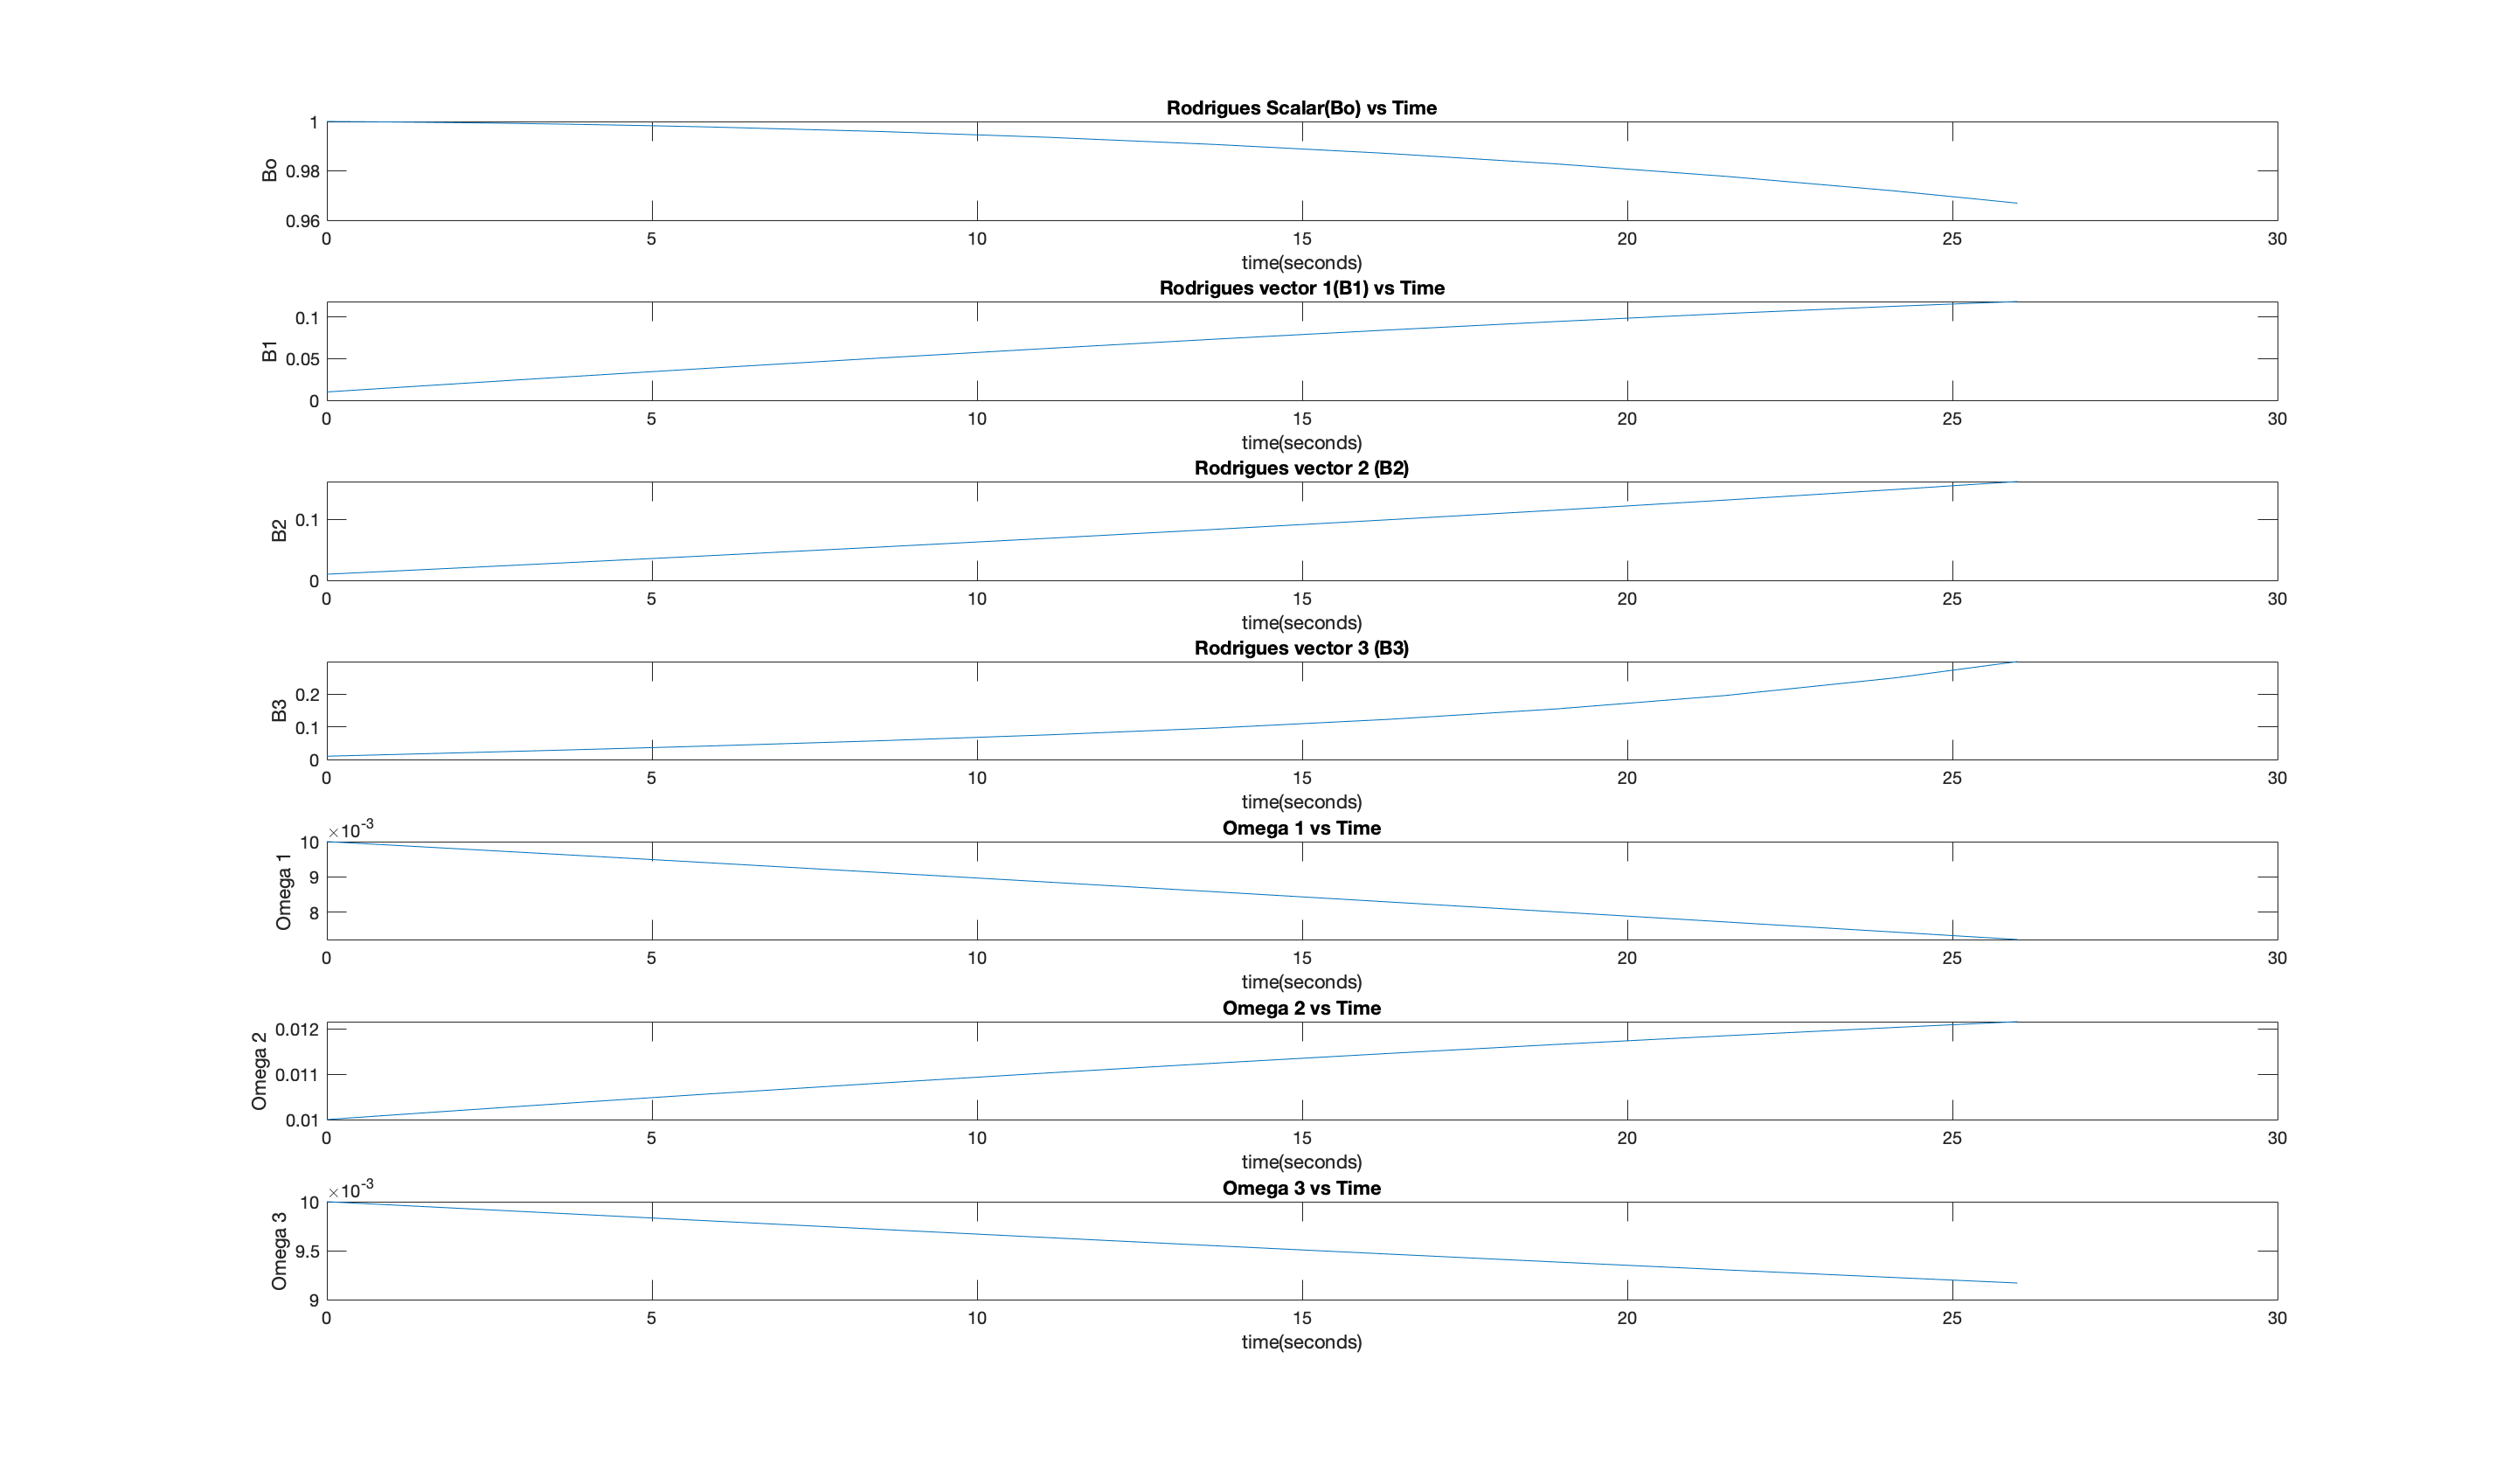 Rodrigues Scalar(Bo) vs Time
1
0.98
0.96
Bo
0 5 10 15 20 25 30
time(seconds)
Rodrigues vector 1(B1) vs Time
0.1
0.05
0
B1
0 5 10 15 20 25 30
time(seconds)
Rodrigues vector 2 (B2)
0.1
0
B2
0 5 10 15 20 25 30
time(seconds)
Rodrigues vector 3 (B3)
0.2
0.1
0
B3
0 5 10 15 20 25 30
time(seconds)
×10-3
Omega 1 vs Time
10
9
8
Omega 1
0 5 10 15 20 25 30
time(seconds)
Omega 2 vs Time
0.012
0.011
0.01
Omega 2
0 5 10 15 20 25 30
time(seconds)
×10-3
Omega 3 vs Time
10
9.5
9
Omega 3
0 5 10 15 20 25 30
time(seconds)